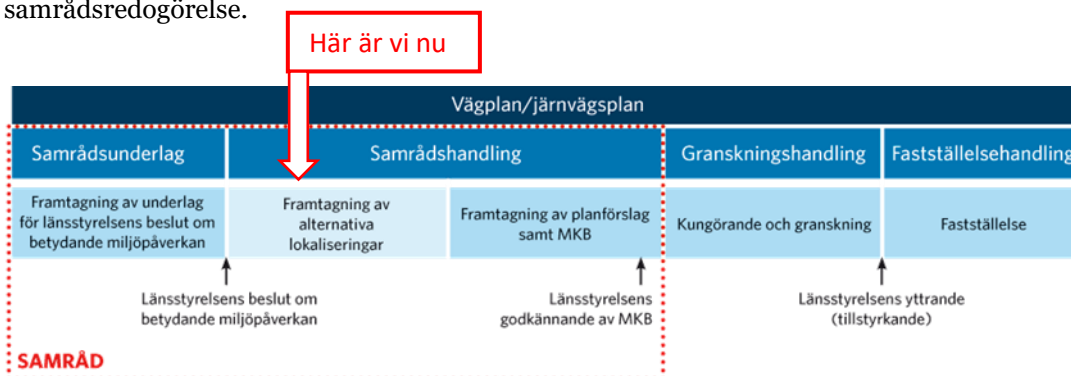 samrådsredogörelse.
Här är vi nu
Vägplan/järnvägsplan
Samrådsunderlag
Samrådshandling
Granskningshandling
Fastställelsehandling
Framtagning av underlag
för länsstyrelsens beslut om
betydande miljöpåverkan
Framtagning av
alternativa
lokaliseringar
Framtagning av planförslag
samt MKB
Kungörande och granskning
Fastställelse
Länsstyrelsens beslut om
betydande miljöpåverkan
Länsstyrelsens
godkännande av MKB
Länsstyrelsens yttrande
(tillstyrkande)
SAMRÅD